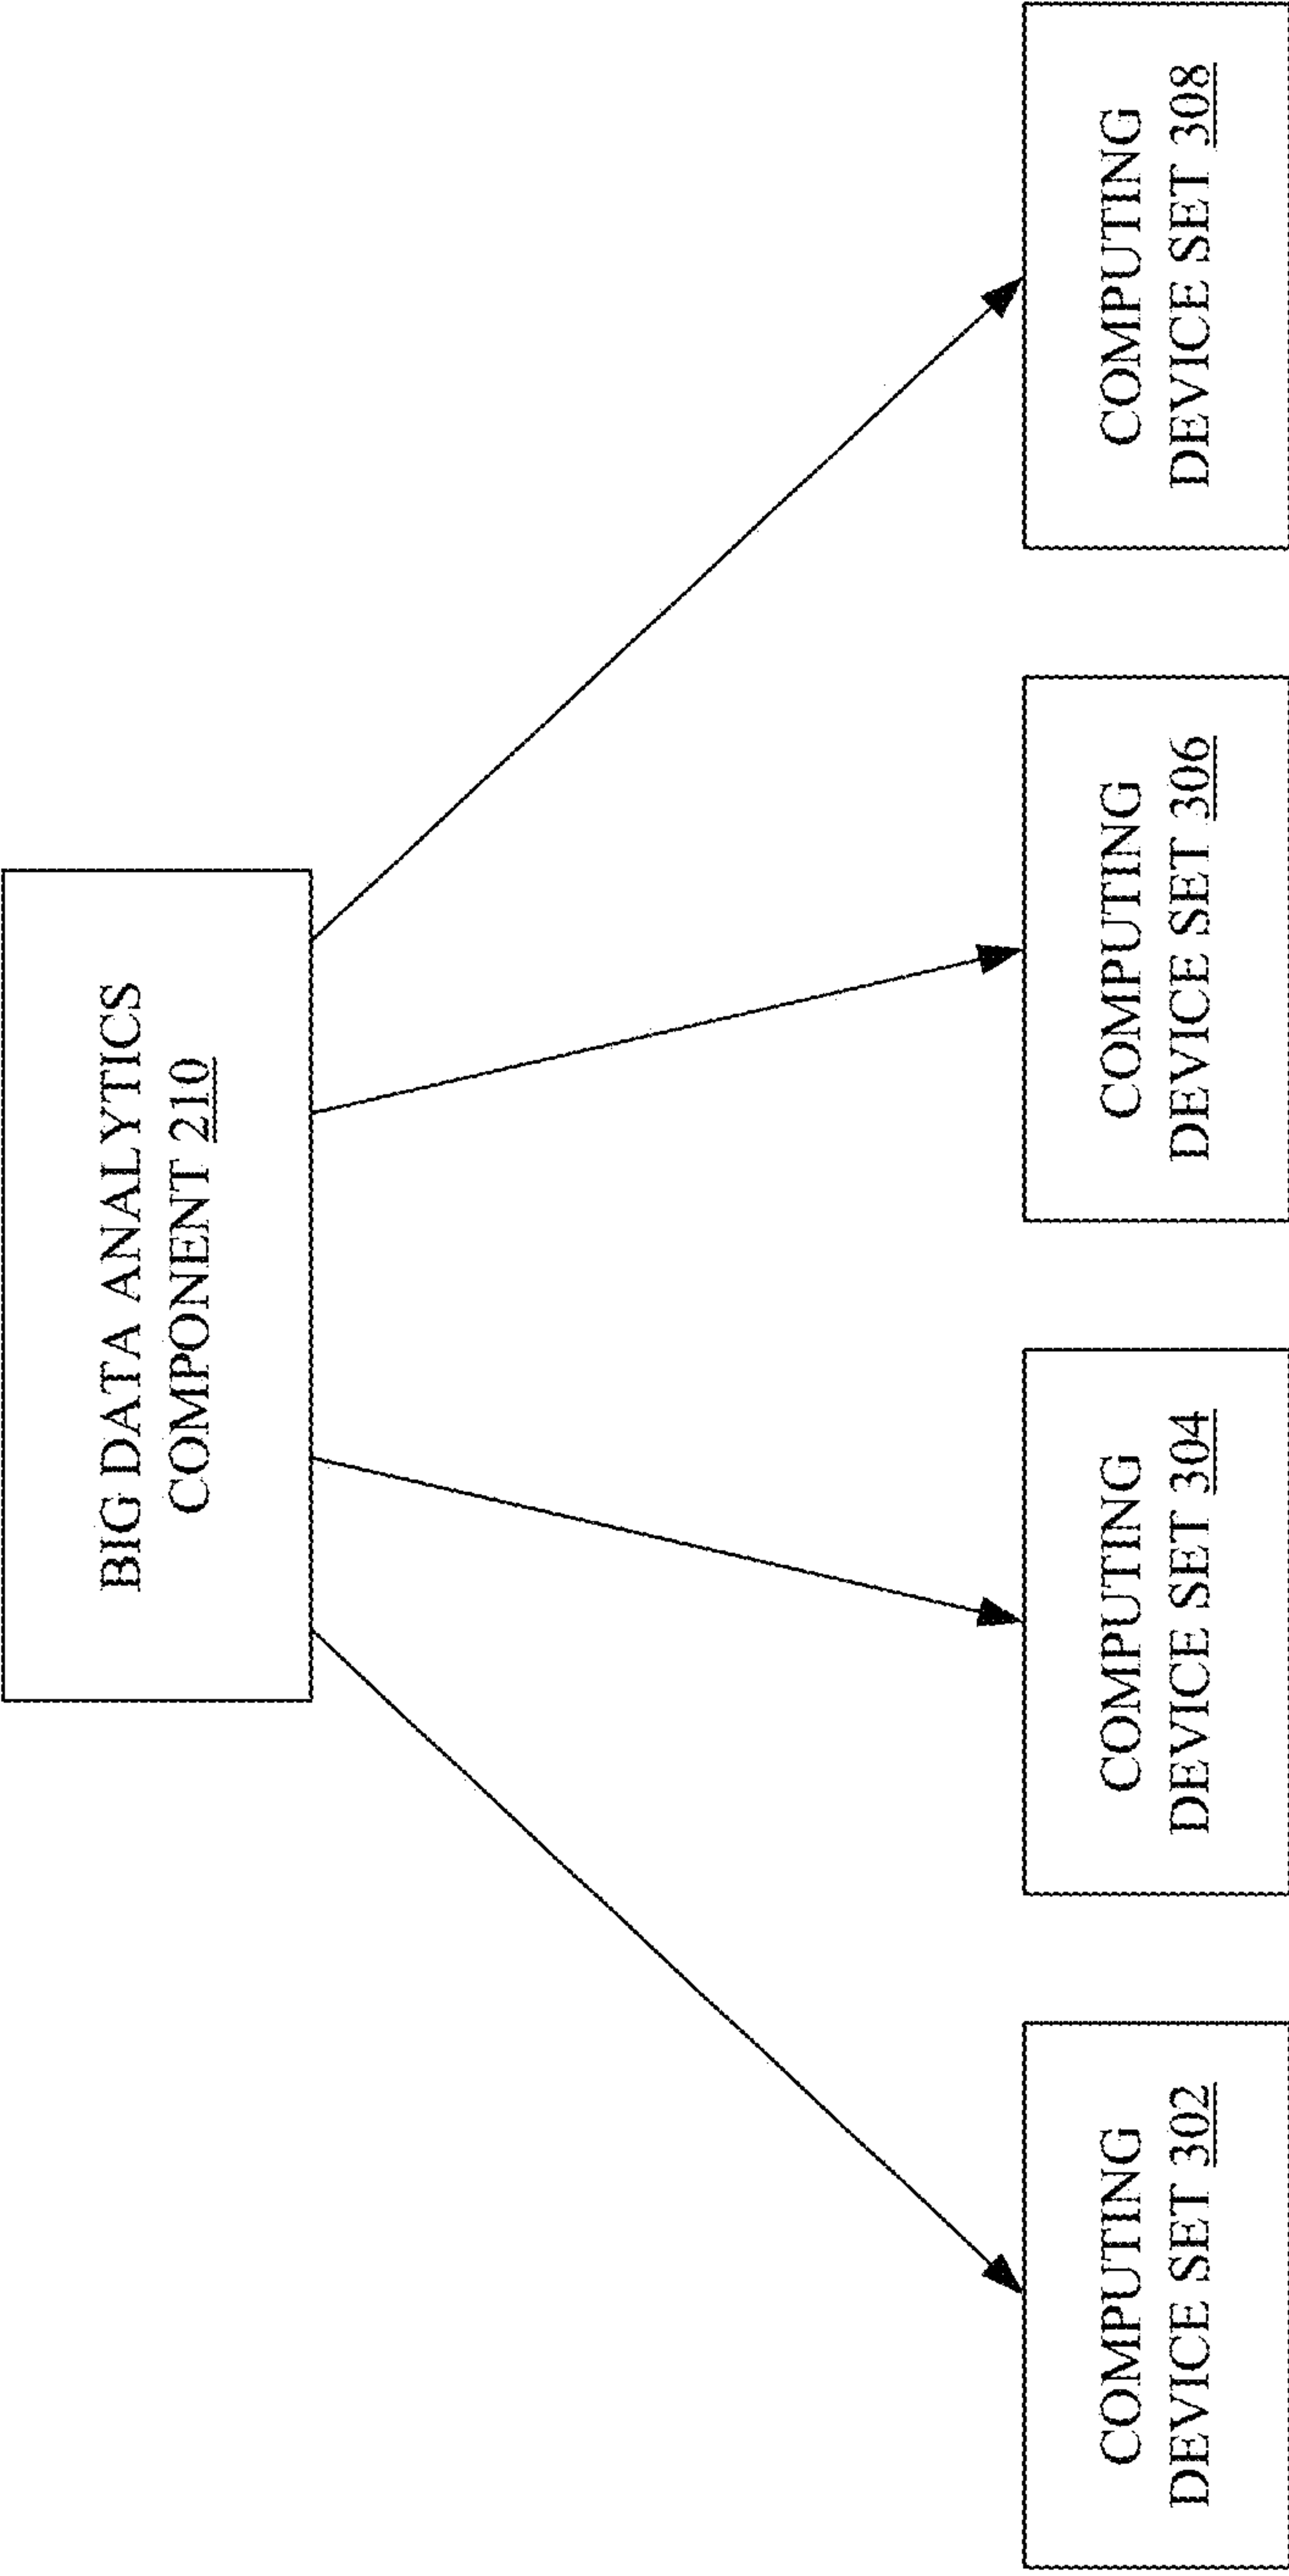 BIG DATA ANALYTICS
COMPONENT 210
COMPUTING
DEVICE SET 302
COMPUTING
DEVICE SET 304
COMPUTING
DEVICE SET 306
COMPUTING
DEVICE SET 308